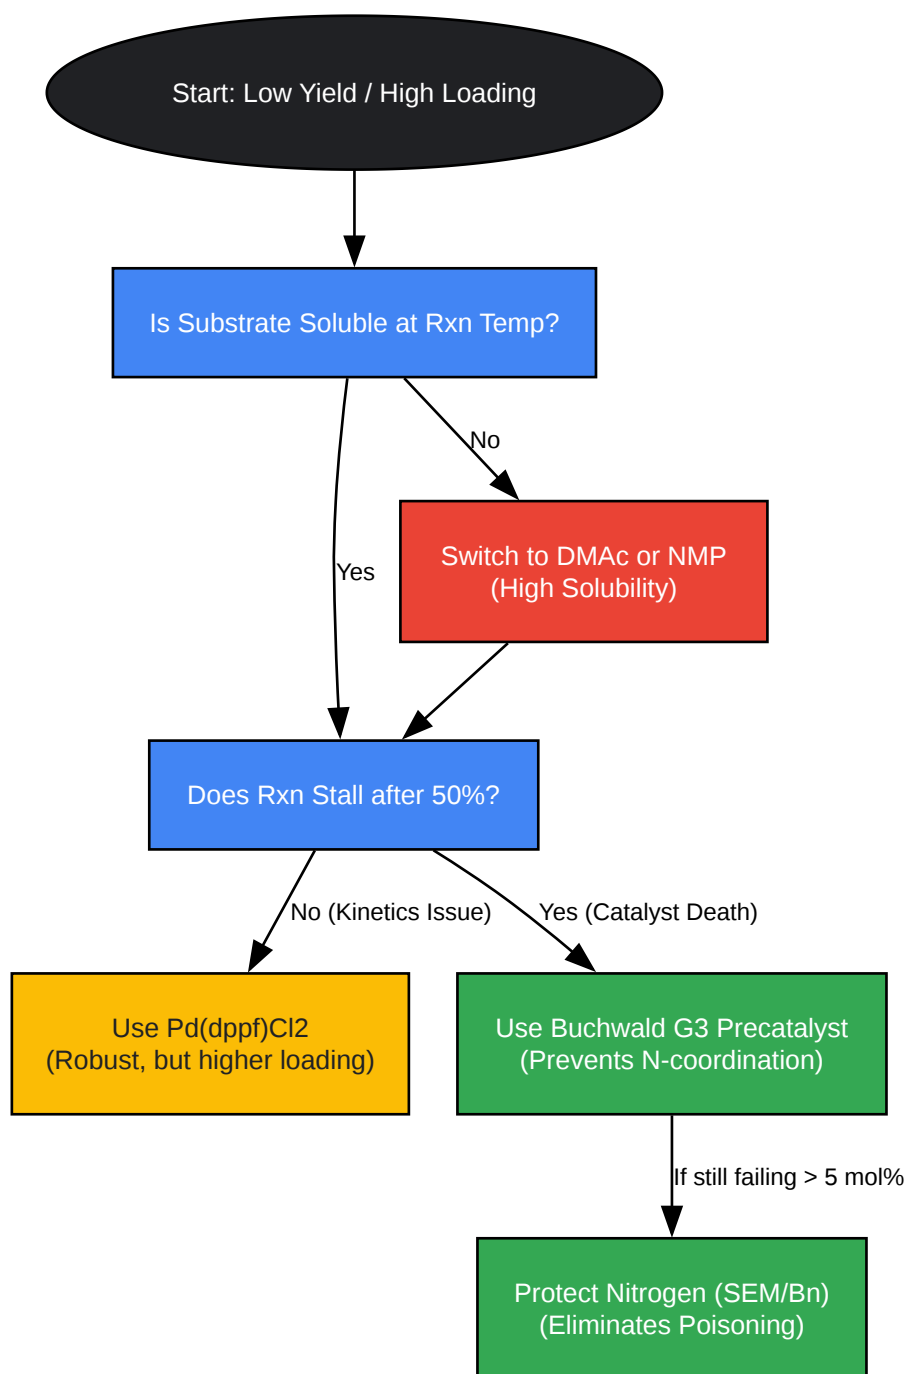 Start: Low Yield / High Loading
Is Substrate Soluble at Rxn Temp?
No
Switch to DMAc or NMP
(High Solubility)
Yes
Does Rxn Stall after 50%?
No (Kinetics Issue)
Yes (Catalyst Death)
Use Pd(dppf)Cl2
(Robust, but higher loading)
Use Buchwald G3 Precatalyst
(Prevents N-coordination)
If still failing > 5 mol%
Protect Nitrogen (SEM/Bn)
(Eliminates Poisoning)